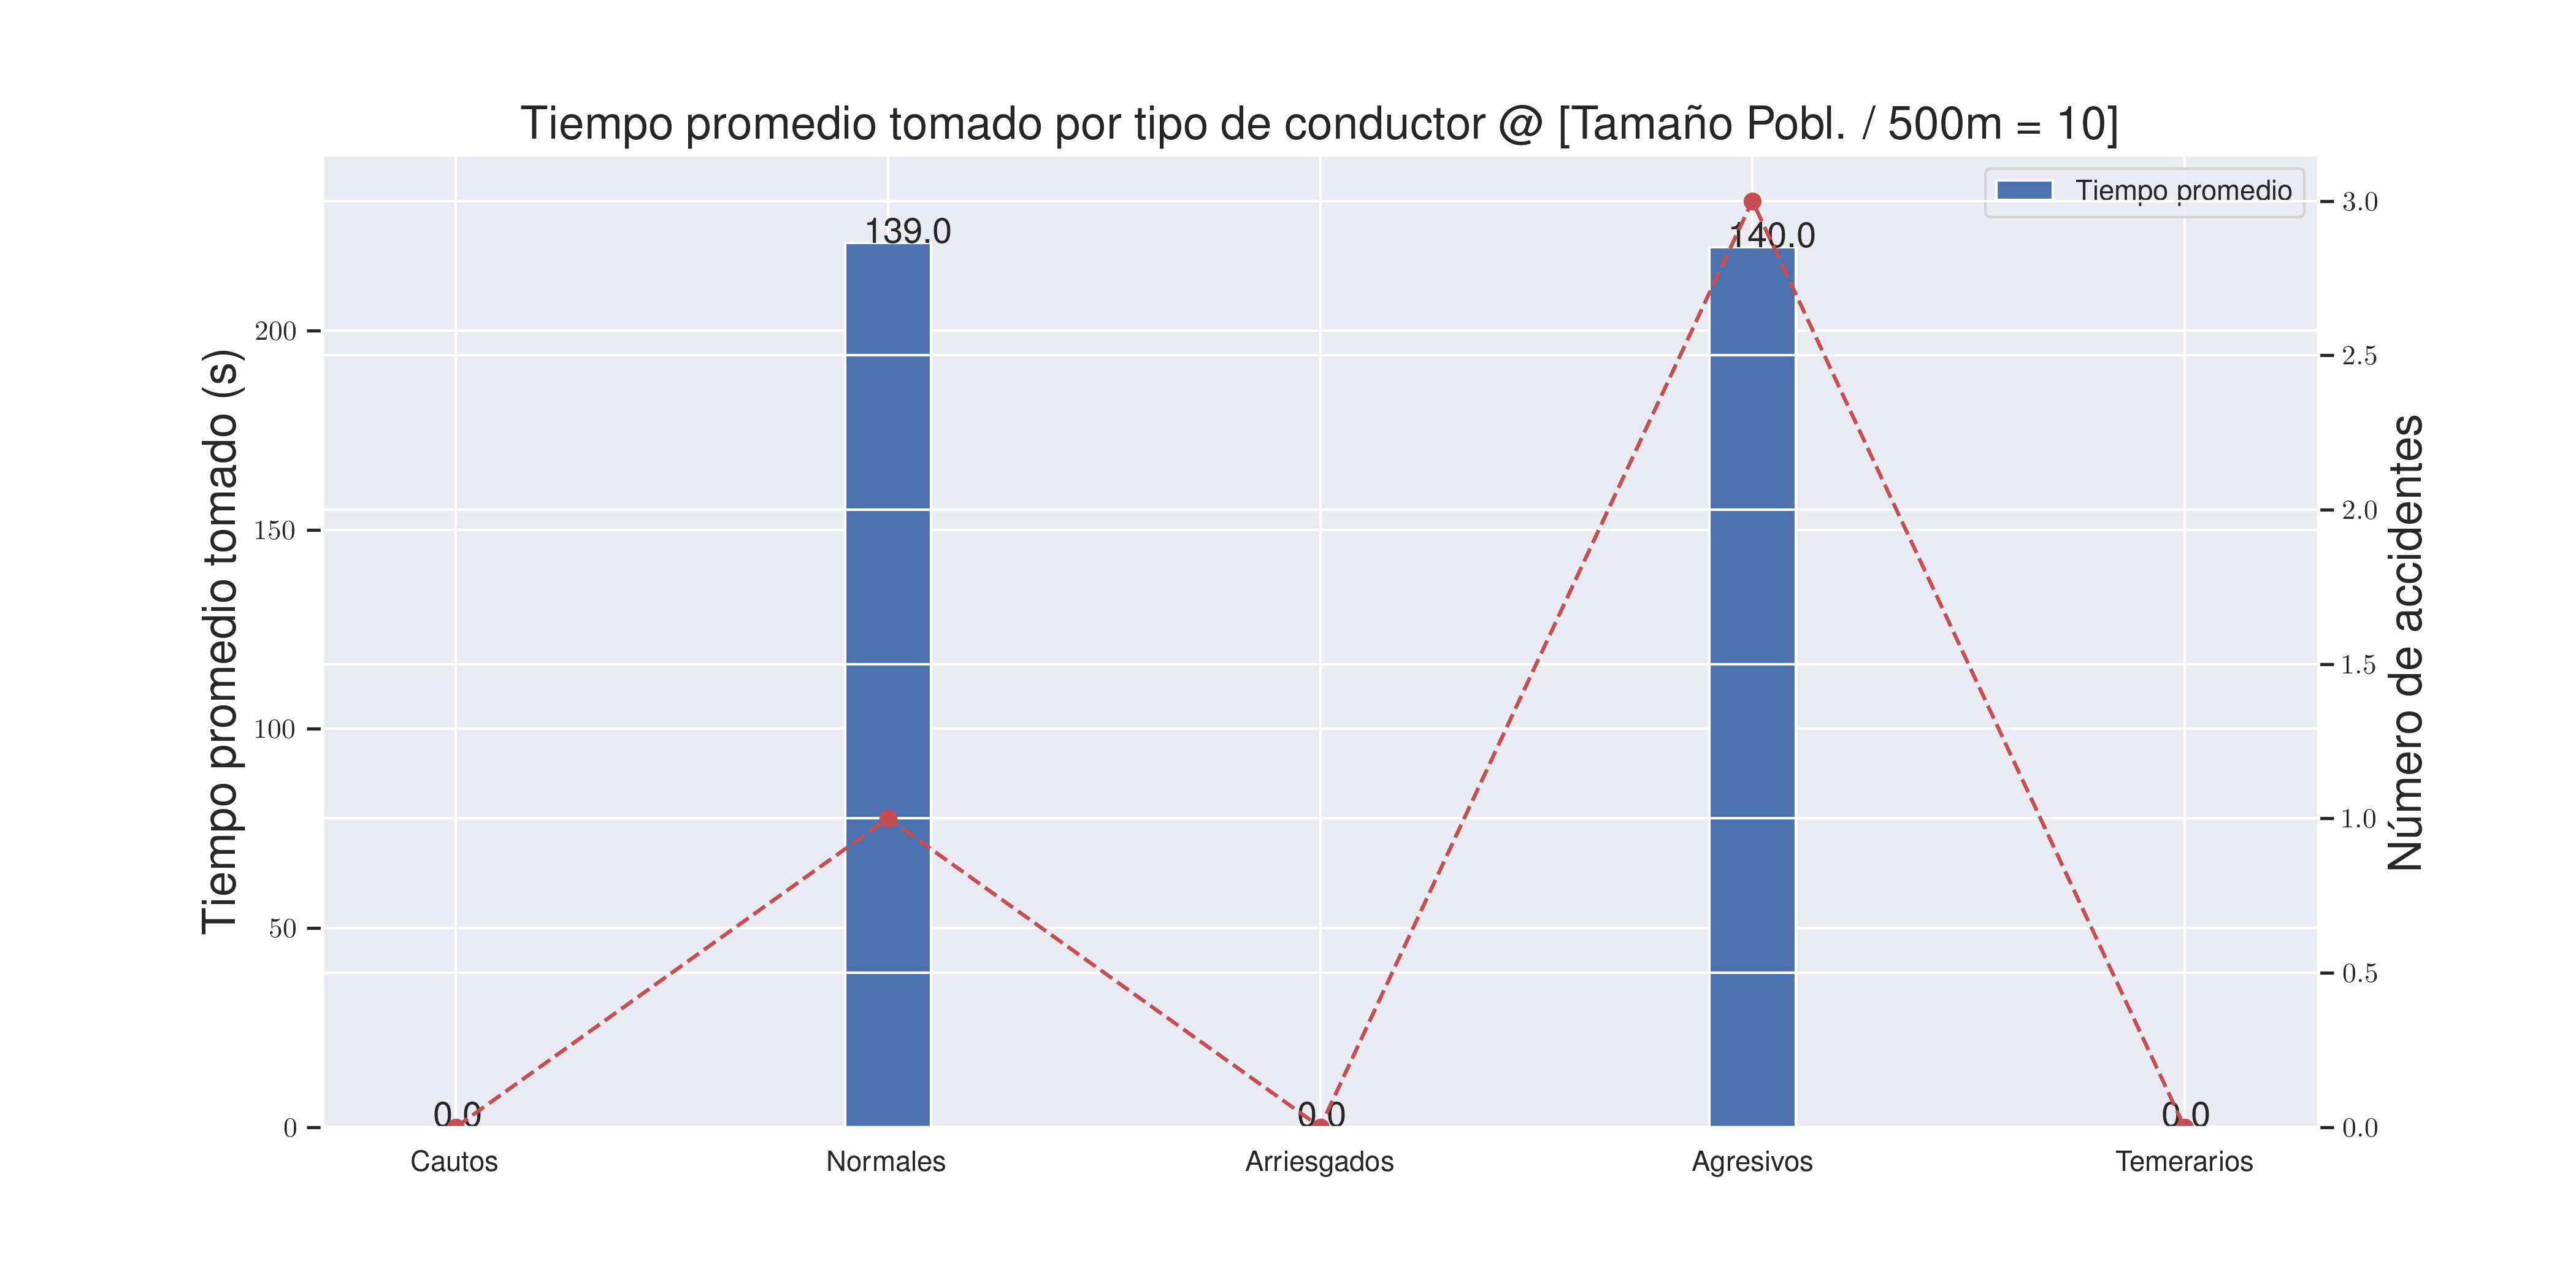 Tiempo promedio tomado por tipo de conductor @ [Tamaño Pobl. / 500m = 10]
Tiempo promedio
Tiempo promedio tomado (s)
200
150
100
50
0
139.0
140.0
0.0
0.0
0.0
3.0
2.5
2.0
1.5
1.0
0.5
0.0
Número de accidentes
Cautos
Normales
Arriesgados
Agresivos
Temerarios